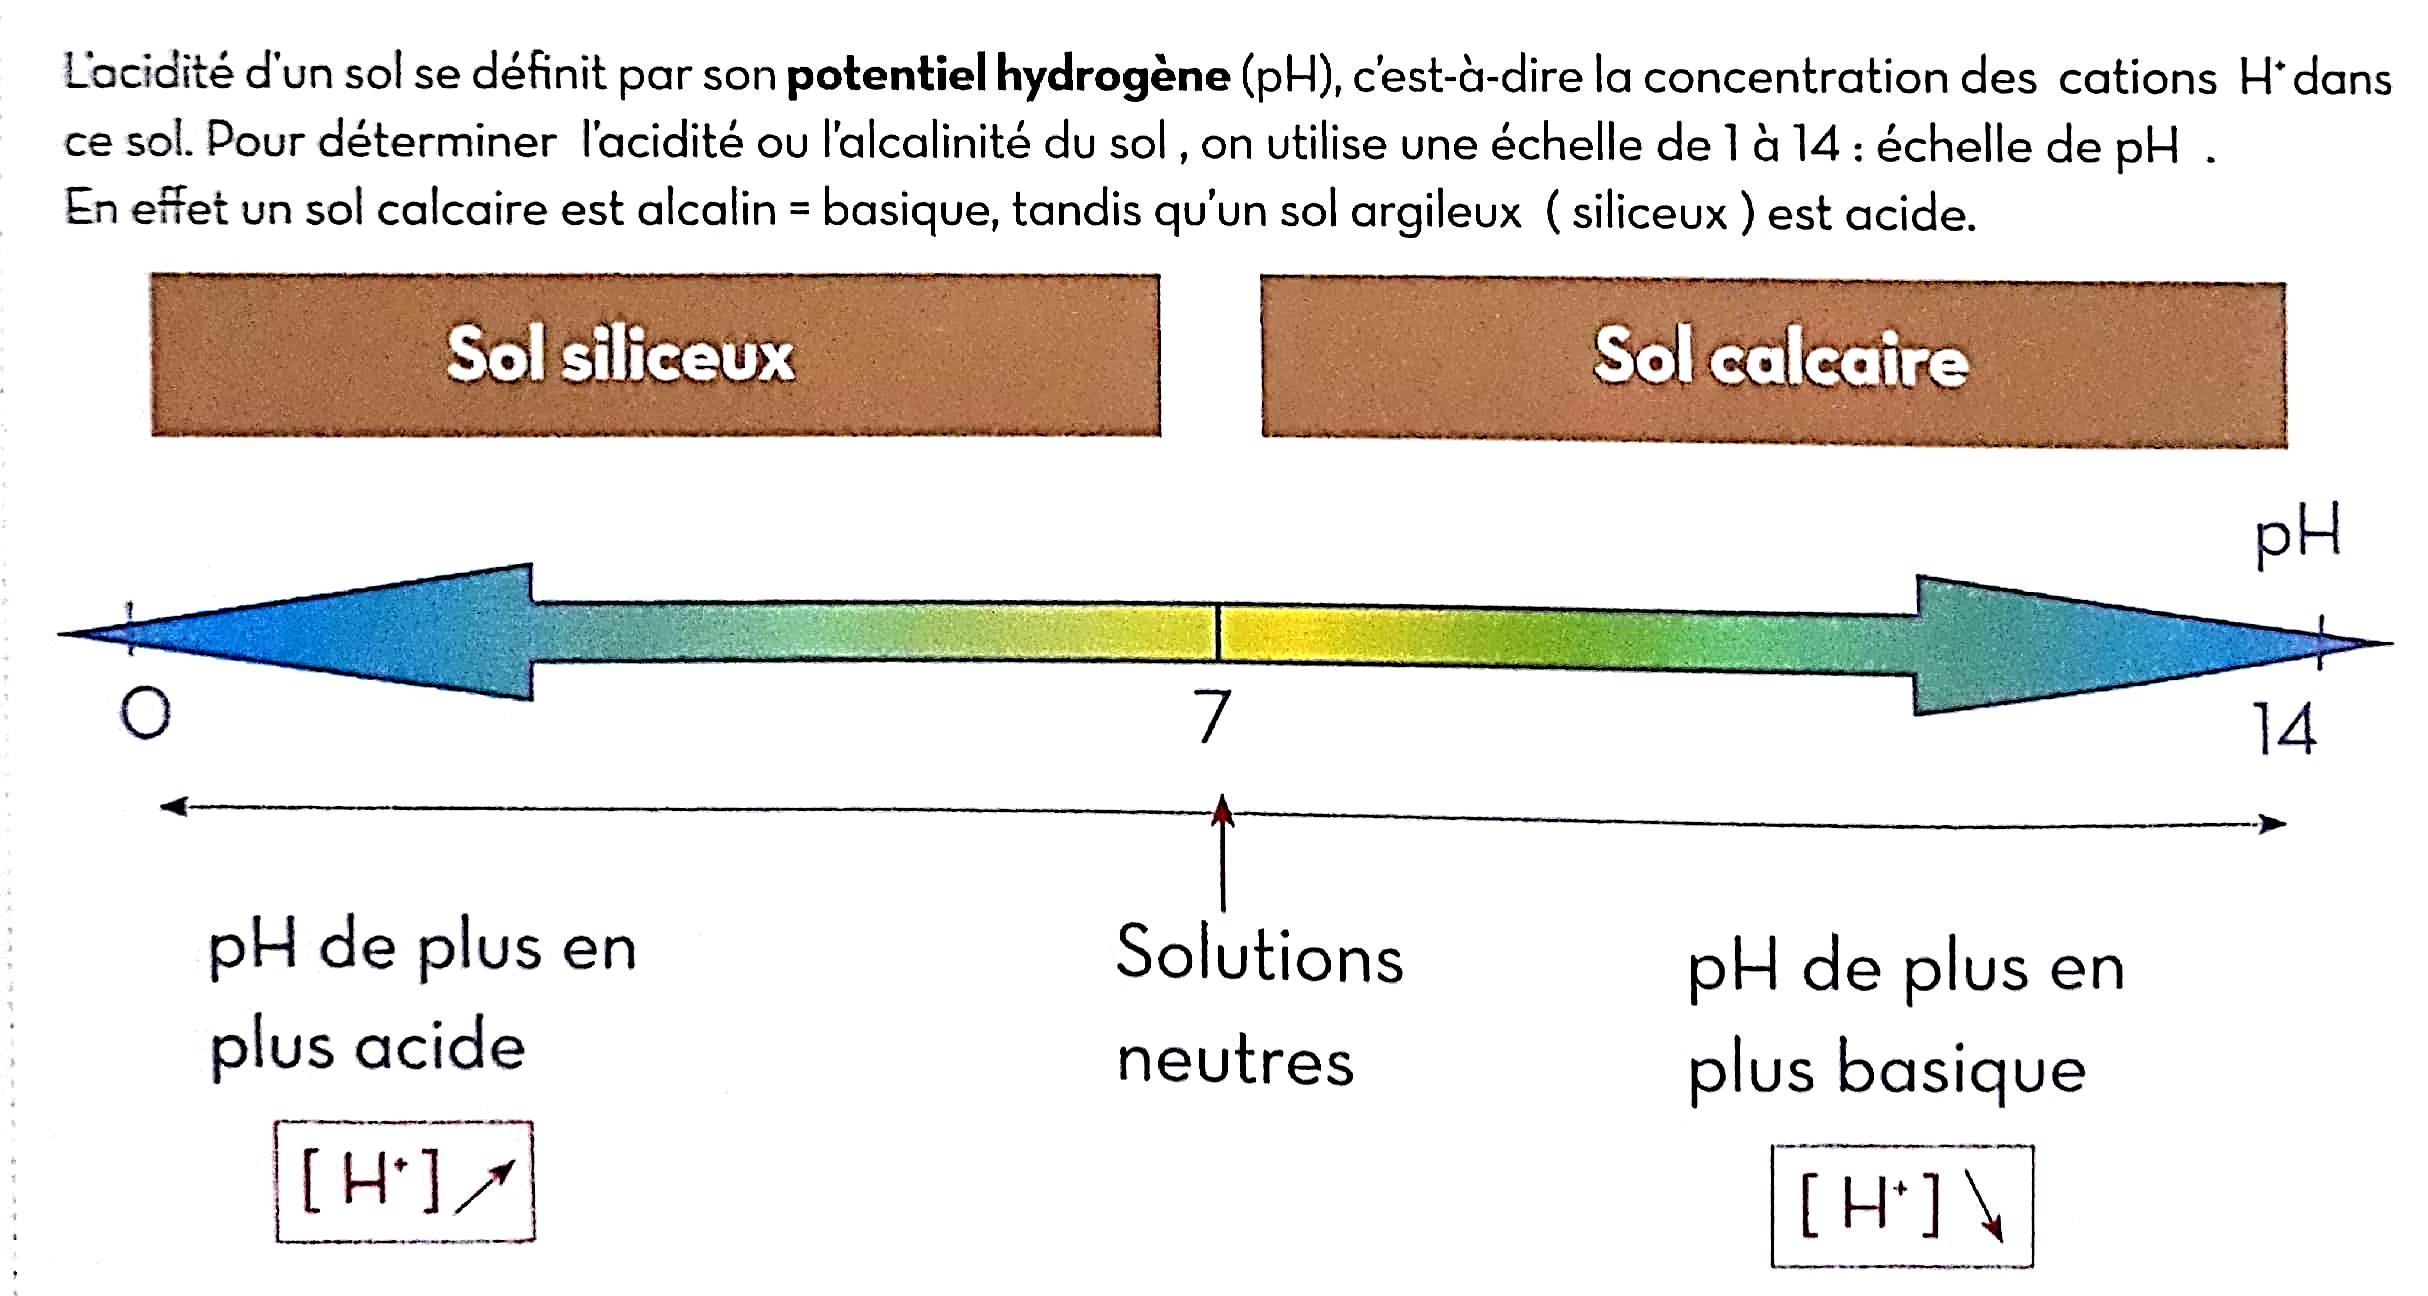 L'acidité d'un sol se définit par son potentiel hydrogène (pH), c'est-à-dire la concentration des cations H⁺ dans
ce sol. Pour déterminer l'acidité ou l'alcalinité du sol , on utilise une échelle de 1 à 14 : échelle de pH .
En effet un sol calcaire est alcalin = basique, tandis qu'un sol argileux ( siliceux ) est acide.
Sol siliceux
Sol calcaire
pH
0
7
14
pH de plus en
plus acide
Solutions
neutres
pH de plus en
plus basique
[ H⁺ ] ↗
[ H⁺ ] ↘